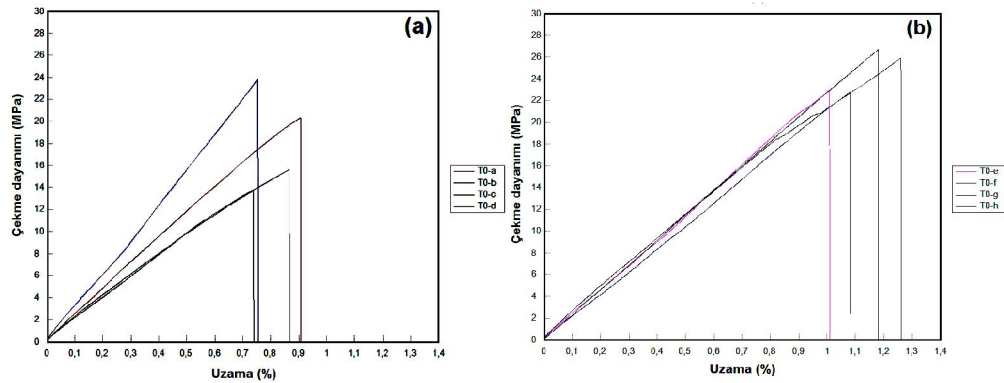 (a)
Çekme dayanımı (MPa)
30
28
26
24
22
20
18
16
14
12
10
8
6
4
2
0
0 0,1 0,2 0,3 0,4 0,5 0,6 0,7 0,8 0,9 1 1,1 1,2 1,3 1,4
Uzama (%)
T0-a
T0-b
T0-c
T0-d
(b)
Çekme dayanımı (MPa)
30
28
26
24
22
20
18
16
14
12
10
8
6
4
2
0
0 0,1 0,2 0,3 0,4 0,5 0,6 0,7 0,8 0,9 1 1,1 1,2 1,3 1,4
Uzama (%)
T0-e
T0-f
T0-g
T0-h